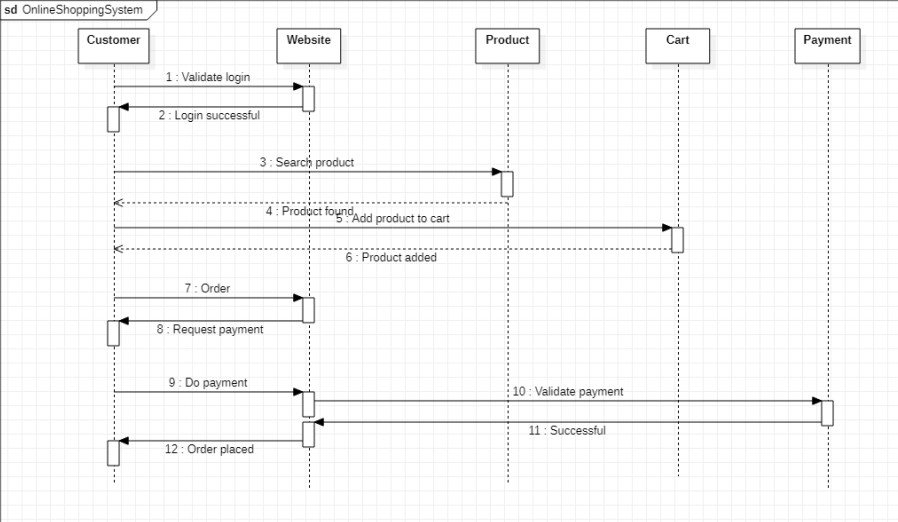 sd OnlineShoppingSystem
Customer
Website
Product
Cart
Payment
1 : Validate login
2 : Login successful
3 : Search product
4 : Product found
5 : Add product to cart
6 : Product added
7 : Order
8 : Request payment
9 : Do payment
10 : Validate payment
11 : Successful
12 : Order placed